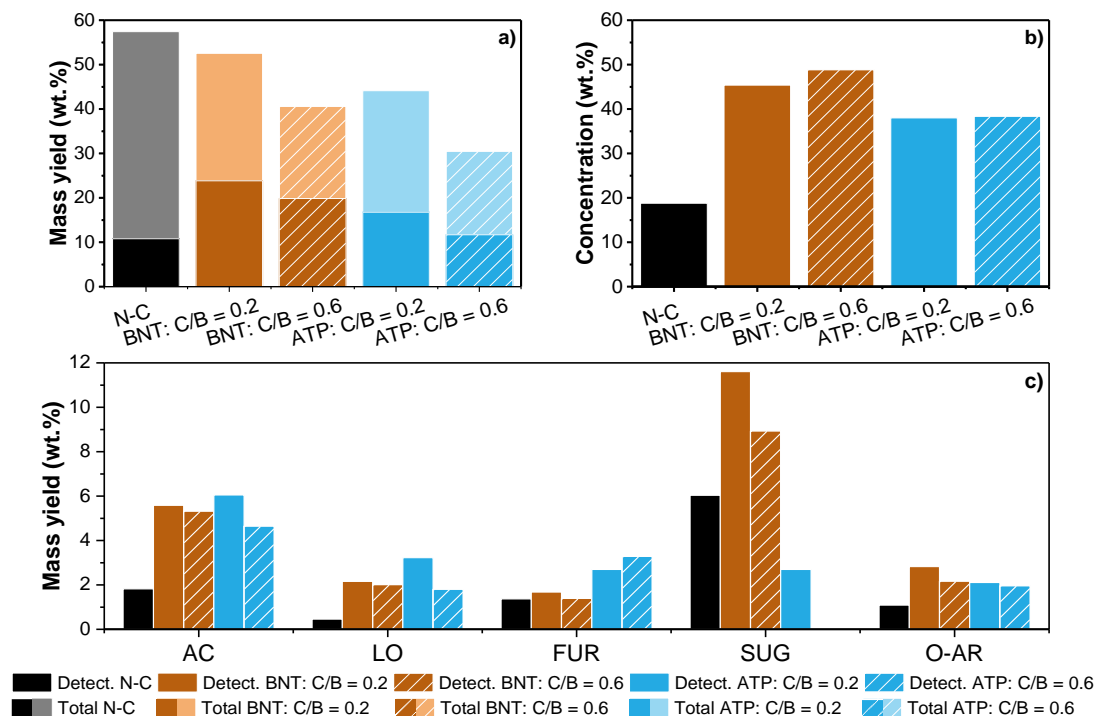 a)
Mass yield (wt.%)
60
50
40
30
20
10
0
N-C
BNT: C/B = 0.2
BNT: C/B = 0.6
ATP: C/B = 0.2
ATP: C/B = 0.6
b)
Concentration (wt.%)
60
50
40
30
20
10
0
N-C
BNT: C/B = 0.2
BNT: C/B = 0.6
ATP: C/B = 0.2
ATP: C/B = 0.6
c)
Mass yield (wt.%)
12
10
8
6
4
2
0
AC LO FUR SUG O-AR
Detect. N-C Detect. BNT: C/B = 0.2 Detect. BNT: C/B = 0.6 Detect. ATP: C/B = 0.2 Detect. ATP: C/B = 0.6
Total N-C Total BNT: C/B = 0.2 Total BNT: C/B = 0.6 Total ATP: C/B = 0.2 Total ATP: C/B = 0.6